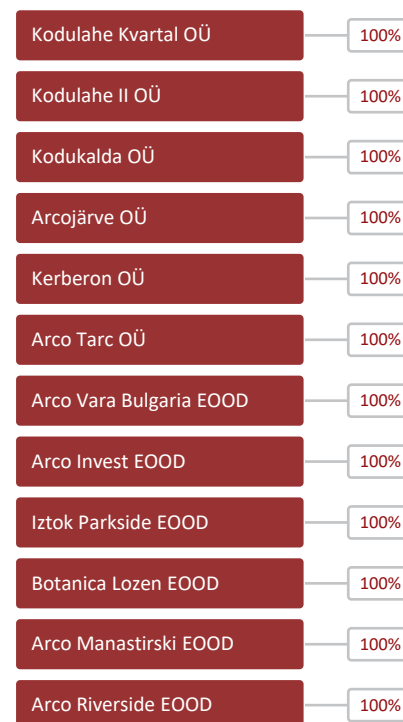 Kodulahe Kvartal OÜ 100%
Kodulahe II OÜ 100%
Kodukalda OÜ 100%
Arcojärve OÜ 100%
Kerberon OÜ 100%
Arco Tarc OÜ 100%
Arco Vara Bulgaria EOOD 100%
Arco Invest EOOD 100%
Iztok Parkside EOOD 100%
Botanica Lozen EOOD 100%
Arco Manastirski EOOD 100%
Arco Riverside EOOD 100%